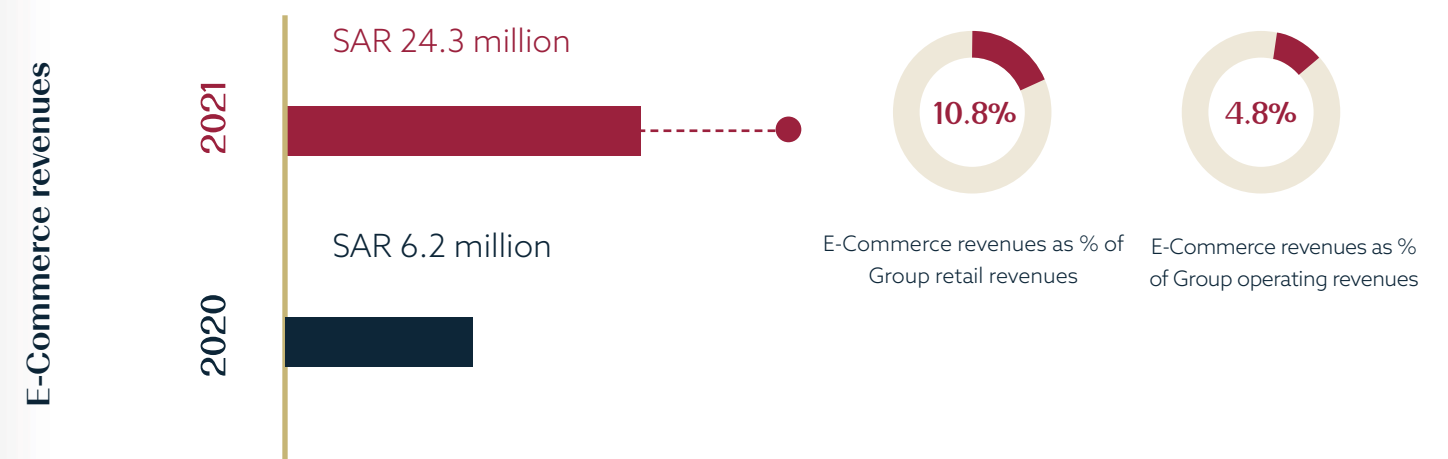 E-Commerce revenues
2021
SAR 24.3 million
2020
SAR 6.2 million
10.8%
E-Commerce revenues as % of
Group retail revenues
4.8%
E-Commerce revenues as %
of Group operating revenues